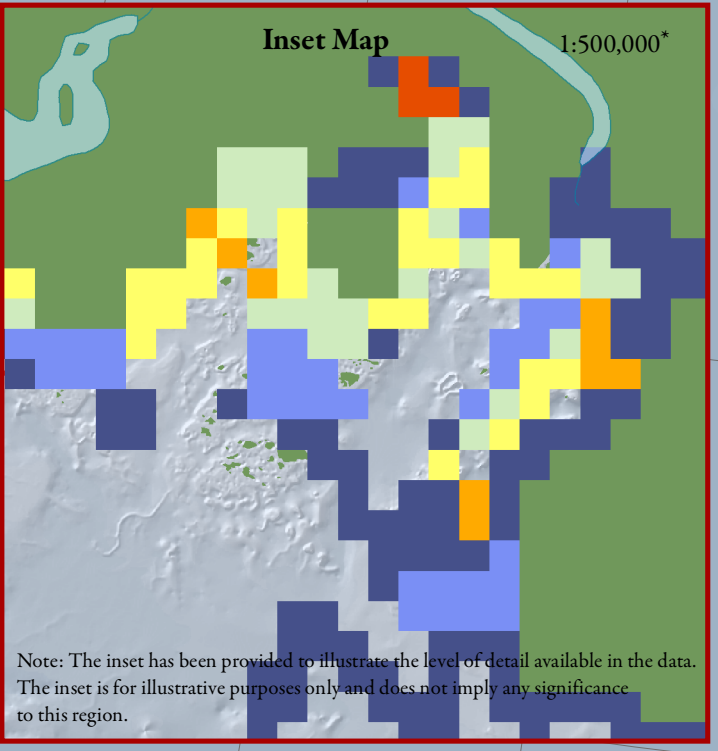 Inset Map
1:500,000*
Note: The inset has been provided to illustrate the level of detail available in the data.
The inset is for illustrative purposes only and does not imply any significance
to this region.